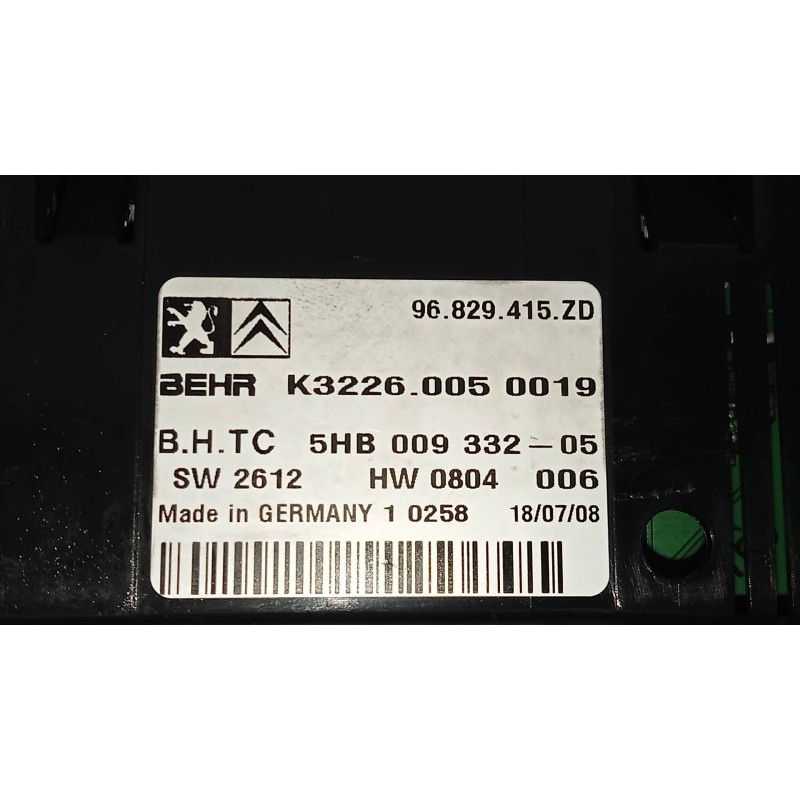 96.829.415.ZD
BEHR K3226.005 0019
B.H.TC 5HB 009 332-05
SW 2612 HW 0804 006
Made in GERMANY 1 0258 18/07/08